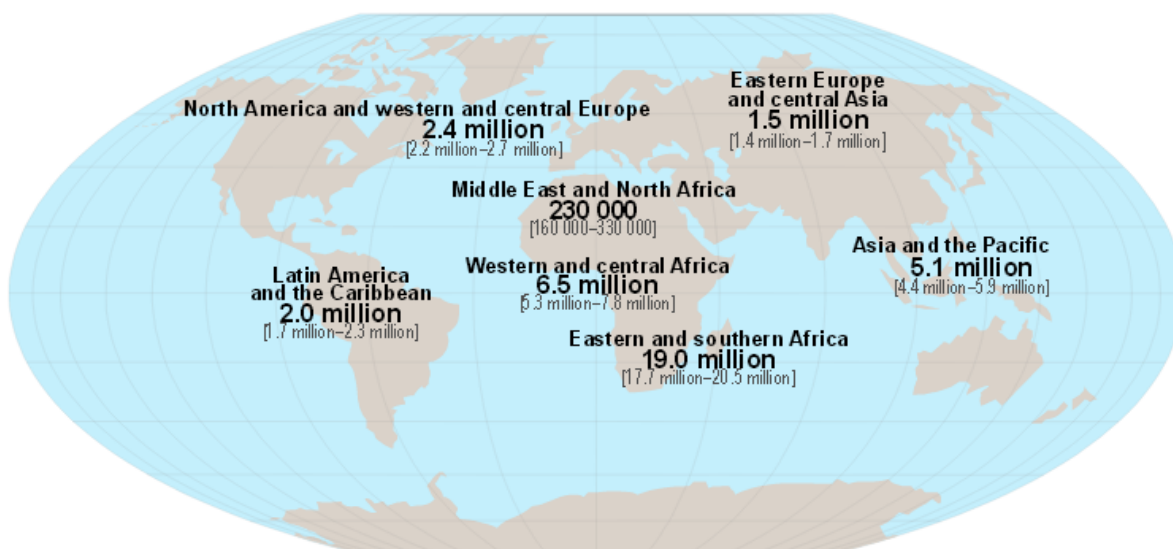 North America and western and central Europe
2.4 million
[2.2 million–2.7 million]
Eastern Europe
and central Asia
1.5 million
[1.4 million–1.7 million]
Middle East and North Africa
230 000
[160 000–330 000]
Western and central Africa
6.5 million
[5.3 million–7.8 million]
Asia and the Pacific
5.1 million
[4.4 million–5.9 million]
Latin America
and the Caribbean
2.0 million
[1.7 million–2.3 million]
Eastern and southern Africa
19.0 million
[17.7 million–20.5 million]